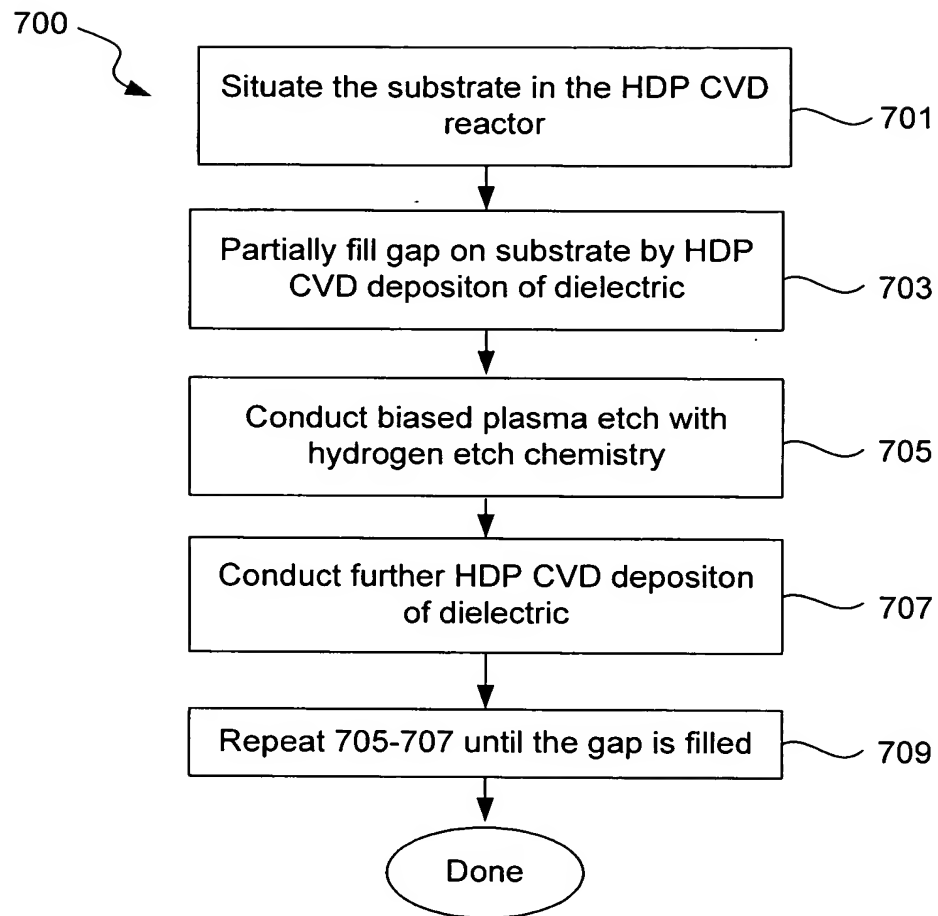 700
Situate the substrate in the HDP CVD
reactor
701
Partially fill gap on substrate by HDP
CVD depositon of dielectric
703
Conduct biased plasma etch with
hydrogen etch chemistry
705
Conduct further HDP CVD depositon
of dielectric
707
Repeat 705-707 until the gap is filled
709
Done